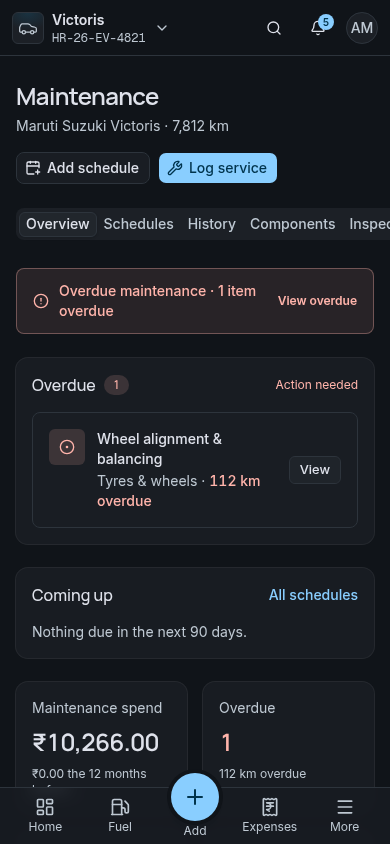 Victoris
HR-26-EV-4821
5
AM
Maintenance
Maruti Suzuki Victoris · 7,812 km
Add schedule
Log service
Overview Schedules History Components Inspec
Overdue maintenance · 1 item
overdue
View overdue
Overdue 1
Action needed
Wheel alignment &
balancing
Tyres & wheels · 112 km
overdue
View
Coming up
All schedules
Nothing due in the next 90 days.
Maintenance spend
₹10,266.00
₹0.00 the 12 months
Overdue
1
112 km overdue
Home
Fuel
Add
Expenses
More